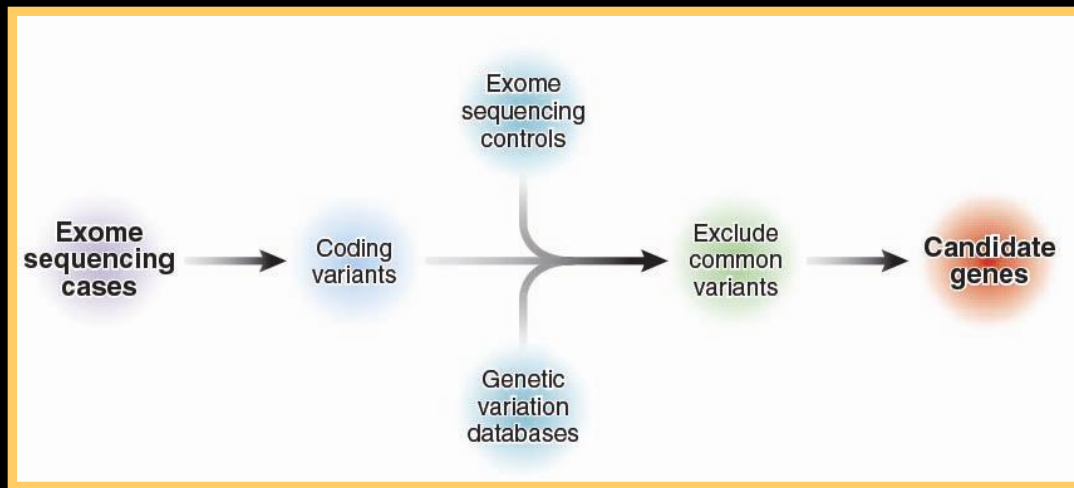 Exome
sequencing
controls
Exome
sequencing
cases
Coding
variants
Exclude
common
variants
Candidate
genes
Genetic
variation
databases